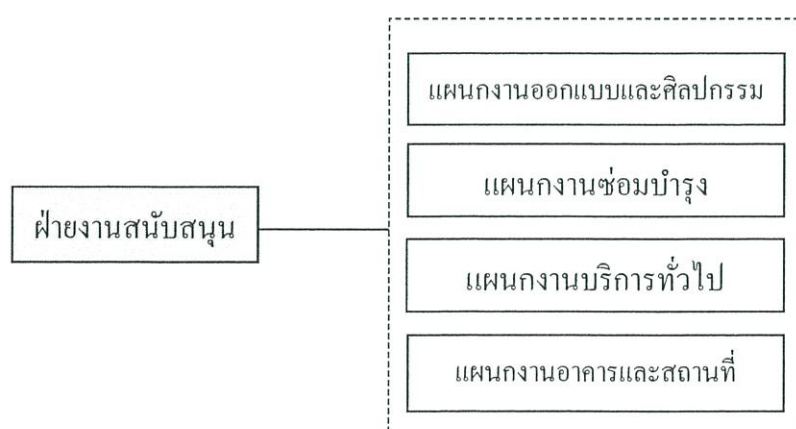 แผนกงานออกแบบและศิลปกรรม
แผนกงานซ่อมบำรุง
ฝ่ายงานสนับสนุน
แผนกงานบริการทั่วไป
แผนกงานอาคารและสถานที่